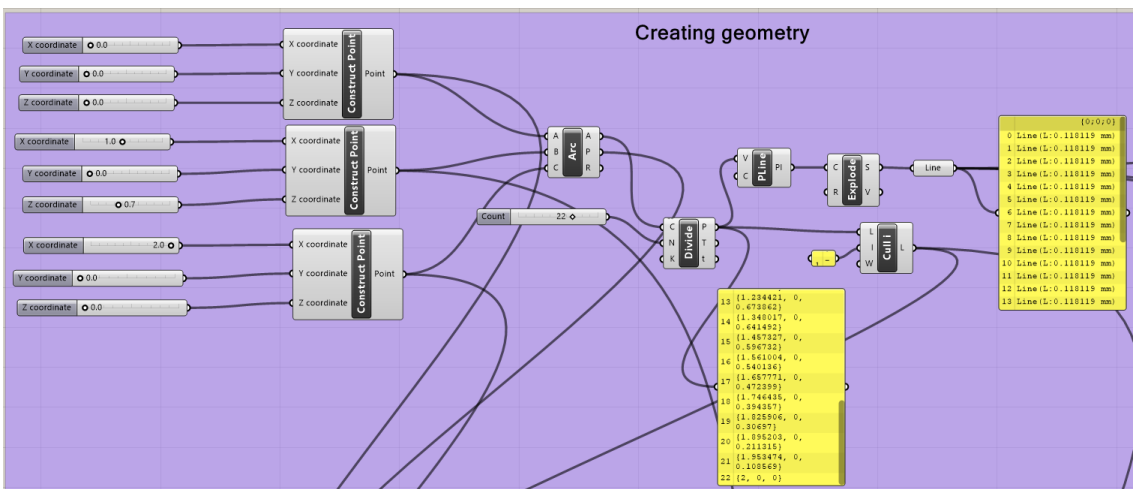 Creating geometry
X coordinate 0.0
Y coordinate 0.0
Z coordinate 0.0
X coordinate
Y coordinate
Z coordinate
Construct Point
Point
X coordinate 1.0
Y coordinate 0.0
Z coordinate 0.7
X coordinate
Y coordinate
Z coordinate
Construct Point
Point
X coordinate 2.0
Y coordinate 0.0
Z coordinate 0.0
X coordinate
Y coordinate
Z coordinate
Construct Point
Point
A
B
C
Arc
A
P
R
Count 22
C
N
K
Divide
P
T
t
V
C
PLine
Pl
C
R
Explode
S
V
Line
L
I
W
Cull i
L
{0;0;0}
0 Line(L:0.118119 mm)
1 Line(L:0.118119 mm)
2 Line(L:0.118119 mm)
3 Line(L:0.118119 mm)
4 Line(L:0.118119 mm)
5 Line(L:0.118119 mm)
6 Line(L:0.118119 mm)
7 Line(L:0.118119 mm)
8 Line(L:0.118119 mm)
9 Line(L:0.118119 mm)
10 Line(L:0.118119 mm)
11 Line(L:0.118119 mm)
12 Line(L:0.118119 mm)
13 Line(L:0.118119 mm)
13 {1.234421, 0,
0.673862}
14 {1.348017, 0,
0.641492}
15 {1.457327, 0,
0.596732}
16 {1.561004, 0,
0.540136}
17 {1.657771, 0,
0.472399}
18 {1.746435, 0,
0.394357}
19 {1.825906, 0,
0.30697}
20 {1.895203, 0,
0.211315}
21 {1.953474, 0,
0.108569}
22 {2, 0, 0}